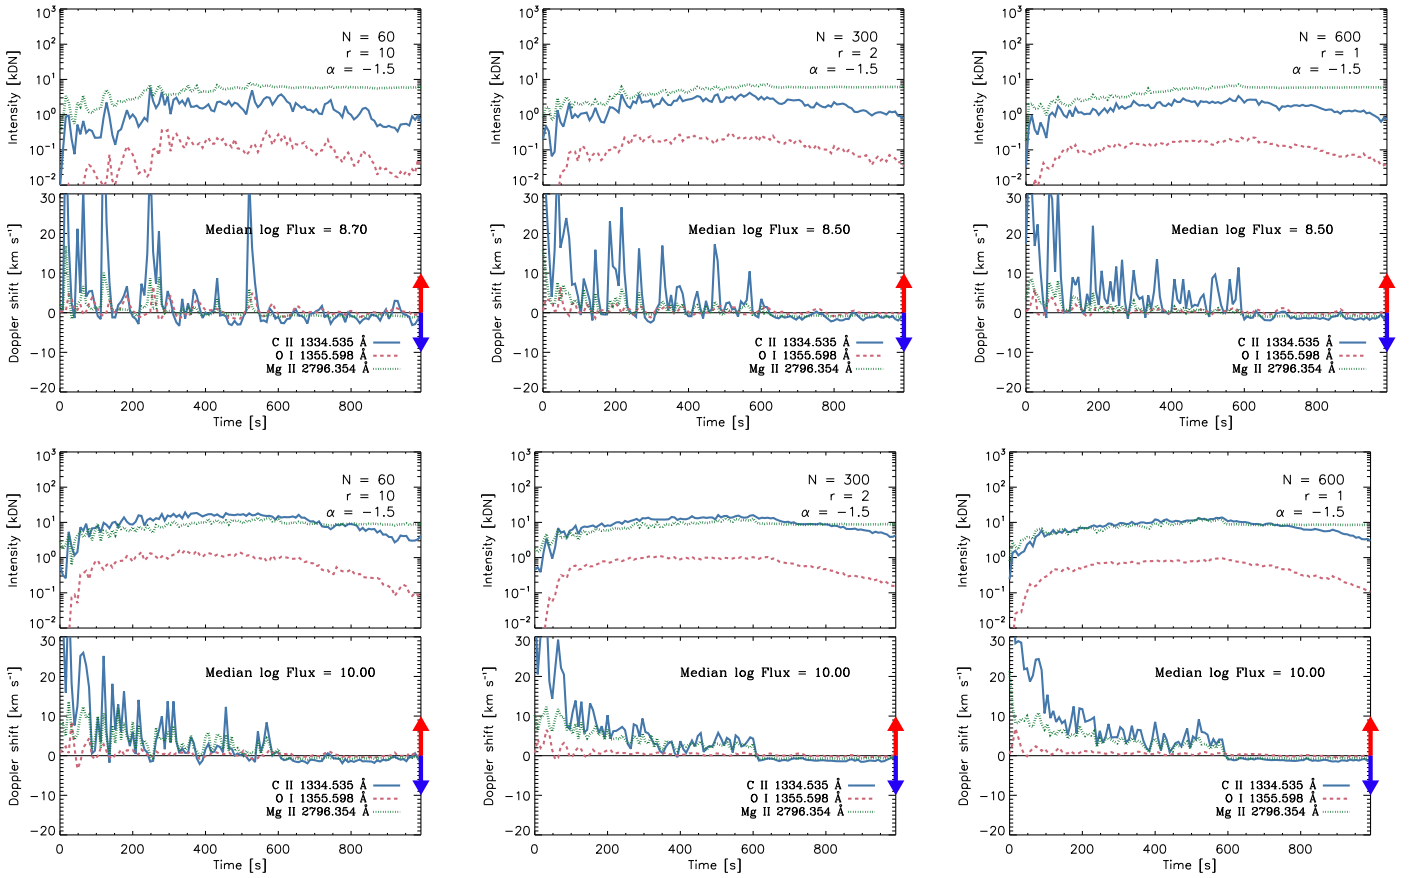 10³
10²
10¹
10⁰
10⁻¹
10⁻²
Intensity [kDN]
N = 60
r = 10
α = −1.5
30
20
10
0
−10
−20
Doppler shift [km s⁻¹]
Median log Flux = 8.70
C II 1334.535 Å
O I 1355.598 Å
Mg II 2796.354 Å
0 200 400 600 800
Time [s]
10³
10²
10¹
10⁰
10⁻¹
10⁻²
Intensity [kDN]
N = 300
r = 2
α = −1.5
30
20
10
0
−10
−20
Doppler shift [km s⁻¹]
Median log Flux = 8.50
C II 1334.535 Å
O I 1355.598 Å
Mg II 2796.354 Å
0 200 400 600 800
Time [s]
10³
10²
10¹
10⁰
10⁻¹
10⁻²
Intensity [kDN]
N = 600
r = 1
α = −1.5
30
20
10
0
−10
−20
Doppler shift [km s⁻¹]
Median log Flux = 8.50
C II 1334.535 Å
O I 1355.598 Å
Mg II 2796.354 Å
0 200 400 600 800
Time [s]
10³
10²
10¹
10⁰
10⁻¹
10⁻²
Intensity [kDN]
N = 60
r = 10
α = −1.5
30
20
10
0
−10
−20
Doppler shift [km s⁻¹]
Median log Flux = 10.00
C II 1334.535 Å
O I 1355.598 Å
Mg II 2796.354 Å
0 200 400 600 800
Time [s]
10³
10²
10¹
10⁰
10⁻¹
10⁻²
Intensity [kDN]
N = 300
r = 2
α = −1.5
30
20
10
0
−10
−20
Doppler shift [km s⁻¹]
Median log Flux = 10.00
C II 1334.535 Å
O I 1355.598 Å
Mg II 2796.354 Å
0 200 400 600 800
Time [s]
10³
10²
10¹
10⁰
10⁻¹
10⁻²
Intensity [kDN]
N = 600
r = 1
α = −1.5
30
20
10
0
−10
−20
Doppler shift [km s⁻¹]
Median log Flux = 10.00
C II 1334.535 Å
O I 1355.598 Å
Mg II 2796.354 Å
0 200 400 600 800
Time [s]